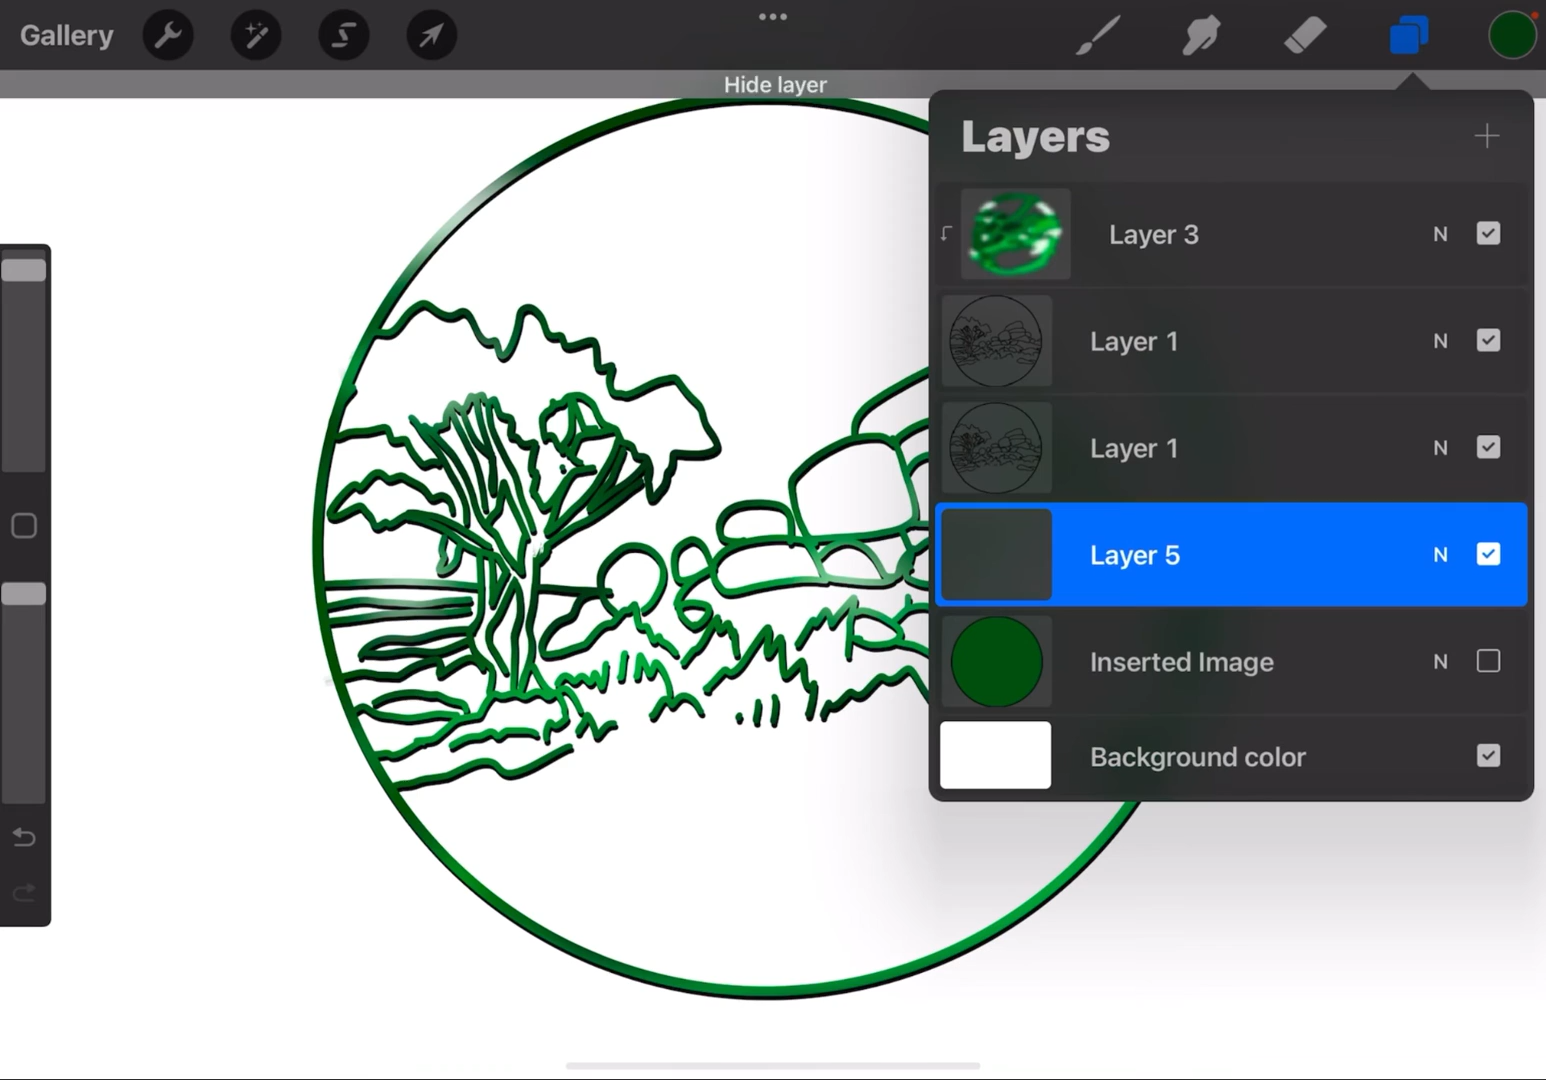 Gallery
Hide layer
Layers
Layer 3 N
Layer 1 N
Layer 1 N
Layer 5 N
Inserted Image N
Background color